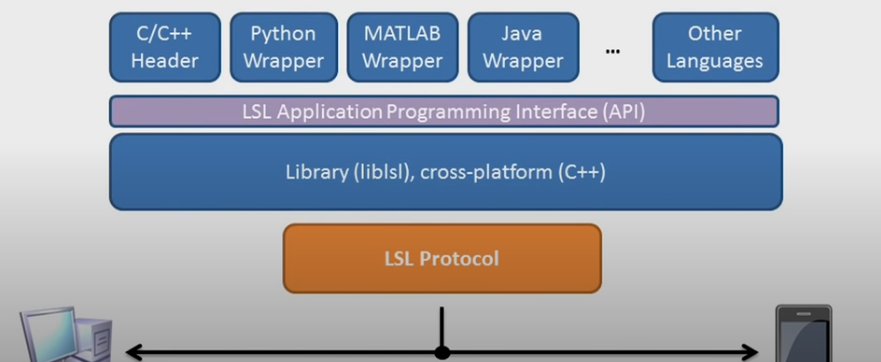 C/C++
Header
Python
Wrapper
MATLAB
Wrapper
Java
Wrapper
...
Other
Languages
LSL Application Programming Interface (API)
Library (liblsl), cross-platform (C++)
LSL Protocol